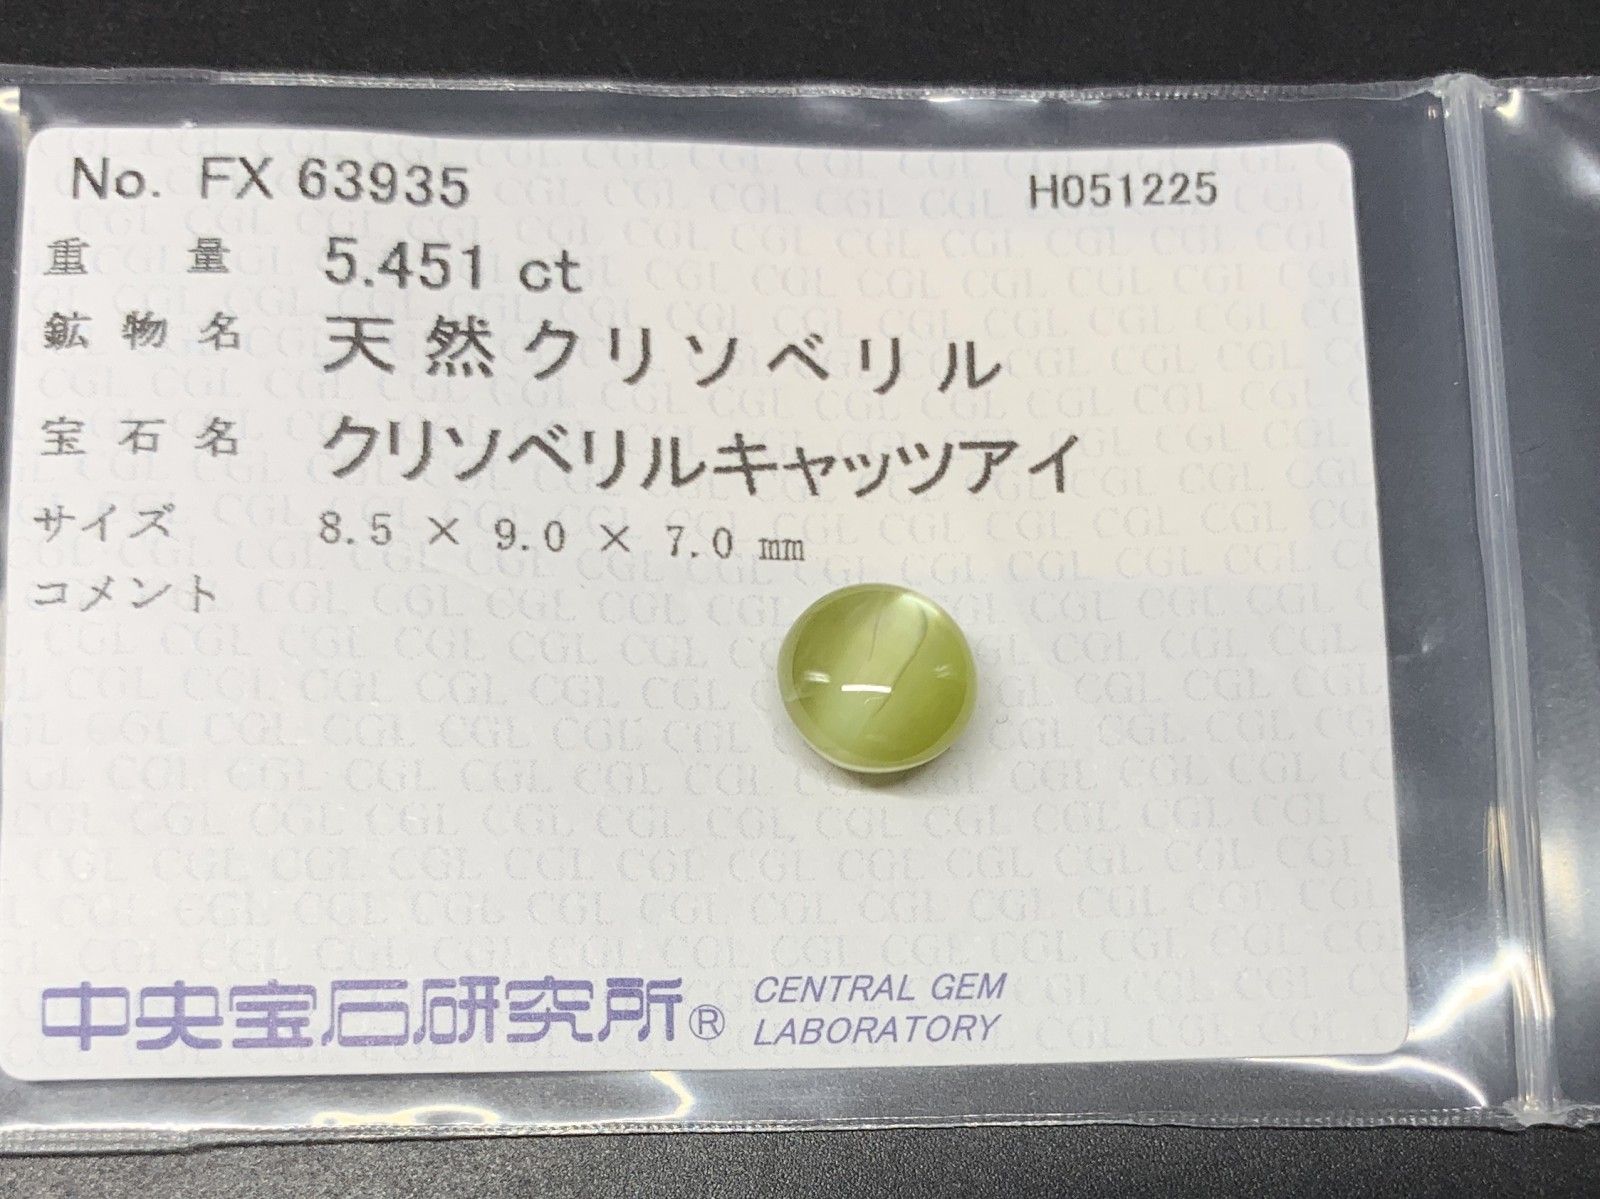 No. FX 63935 H051225
重量 5.451 ct
鉱物名 天然クリソベリル
宝石名 クリソベリルキャッツアイ
サイズ 8.5 × 9.0 × 7.0 mm
コメント
中央宝石研究所® CENTRAL GEM
LABORATORY